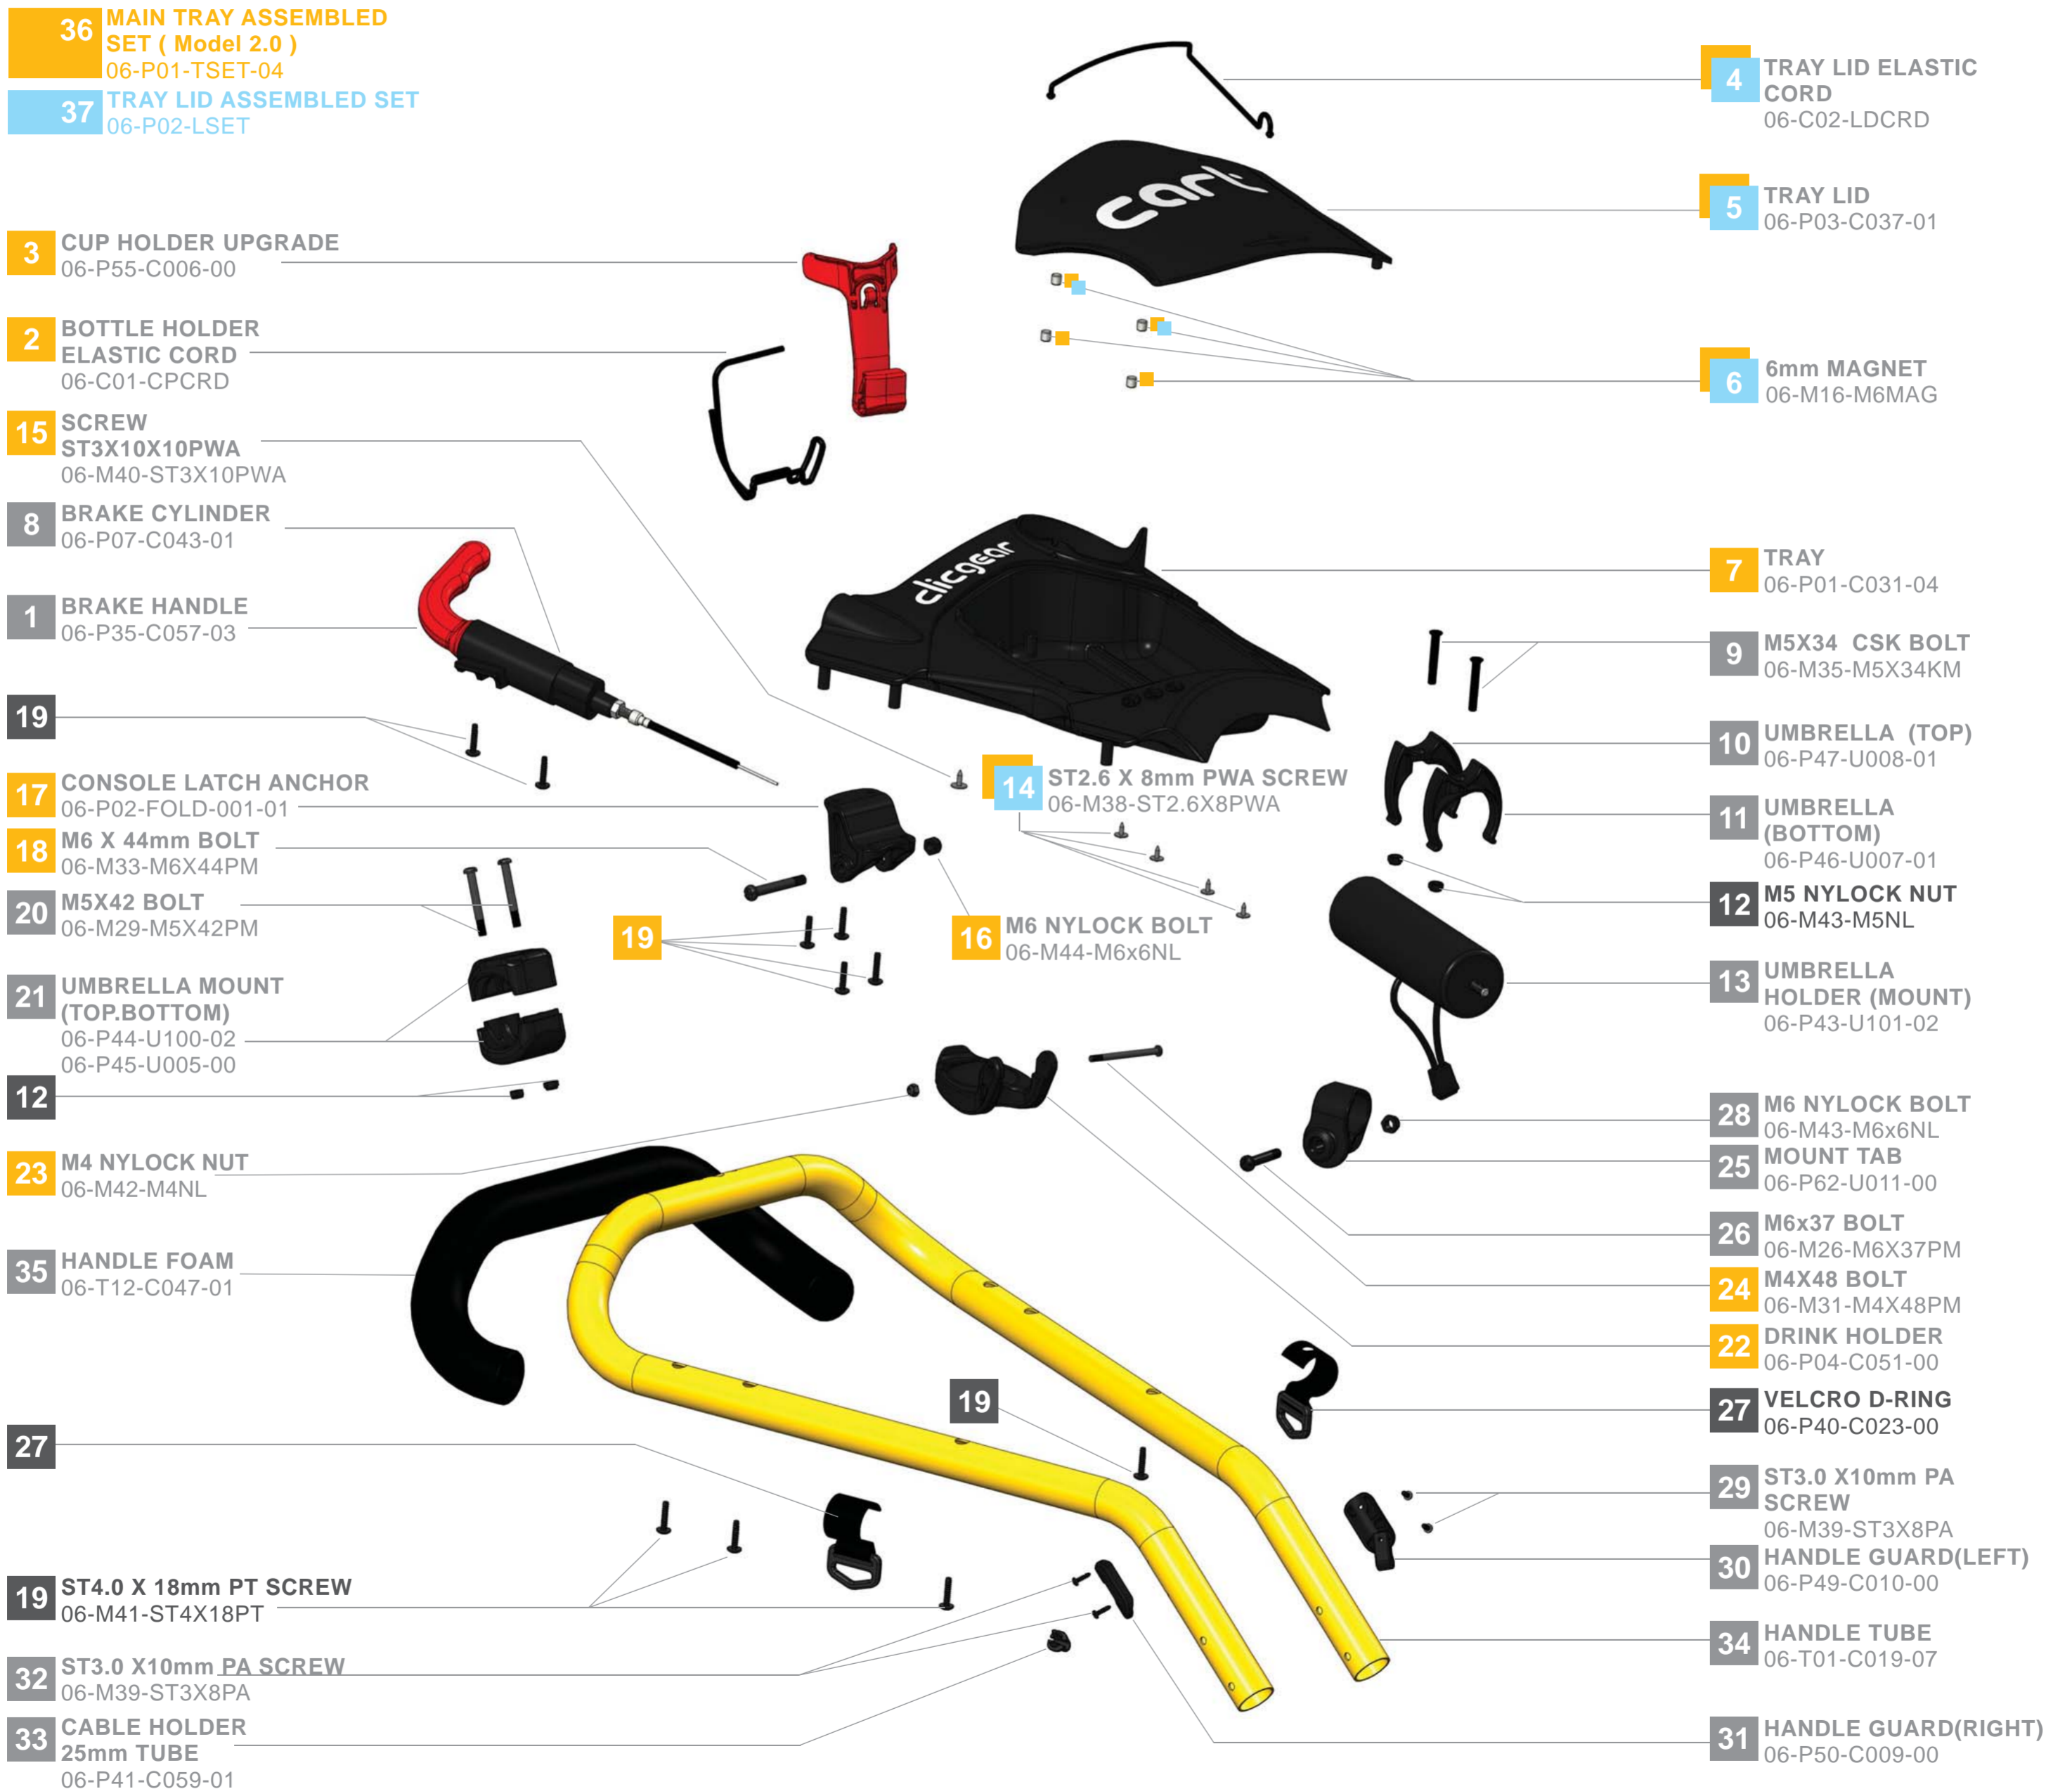 36
MAIN TRAY ASSEMBLED
SET ( Model 2.0 )
06-P01-TSET-04
37
TRAY LID ASSEMBLED SET
06-P02-LSET
3
CUP HOLDER UPGRADE
06-P55-C006-00
2
BOTTLE HOLDER
ELASTIC CORD
06-C01-CPCRD
15
SCREW
ST3X10X10PWA
06-M40-ST3X10PWA
8
BRAKE CYLINDER
06-P07-C043-01
1
BRAKE HANDLE
06-P35-C057-03
19
17
CONSOLE LATCH ANCHOR
06-P02-FOLD-001-01
18
M6 X 44mm BOLT
06-M33-M6X44PM
20
M5X42 BOLT
06-M29-M5X42PM
21
UMBRELLA MOUNT
(TOP.BOTTOM)
06-P44-U100-02
06-P45-U005-00
12
23
M4 NYLOCK NUT
06-M42-M4NL
35
HANDLE FOAM
06-T12-C047-01
27
19
ST4.0 X 18mm PT SCREW
06-M41-ST4X18PT
32
ST3.0 X10mm PA SCREW
06-M39-ST3X8PA
33
CABLE HOLDER
25mm TUBE
06-P41-C059-01
cart
clicgear
14
ST2.6 X 8mm PWA SCREW
06-M38-ST2.6X8PWA
19
16
M6 NYLOCK BOLT
06-M44-M6x6NL
19
4
TRAY LID ELASTIC
CORD
06-C02-LDCRD
5
TRAY LID
06-P03-C037-01
6
6mm MAGNET
06-M16-M6MAG
7
TRAY
06-P01-C031-04
9
M5X34 CSK BOLT
06-M35-M5X34KM
10
UMBRELLA (TOP)
06-P47-U008-01
11
UMBRELLA
(BOTTOM)
06-P46-U007-01
12
M5 NYLOCK NUT
06-M43-M5NL
13
UMBRELLA
HOLDER (MOUNT)
06-P43-U101-02
28
M6 NYLOCK BOLT
06-M43-M6x6NL
25
MOUNT TAB
06-P62-U011-00
26
M6x37 BOLT
06-M26-M6X37PM
24
M4X48 BOLT
06-M31-M4X48PM
22
DRINK HOLDER
06-P04-C051-00
27
VELCRO D-RING
06-P40-C023-00
29
ST3.0 X10mm PA
SCREW
06-M39-ST3X8PA
30
HANDLE GUARD(LEFT)
06-P49-C010-00
34
HANDLE TUBE
06-T01-C019-07
31
HANDLE GUARD(RIGHT)
06-P50-C009-00